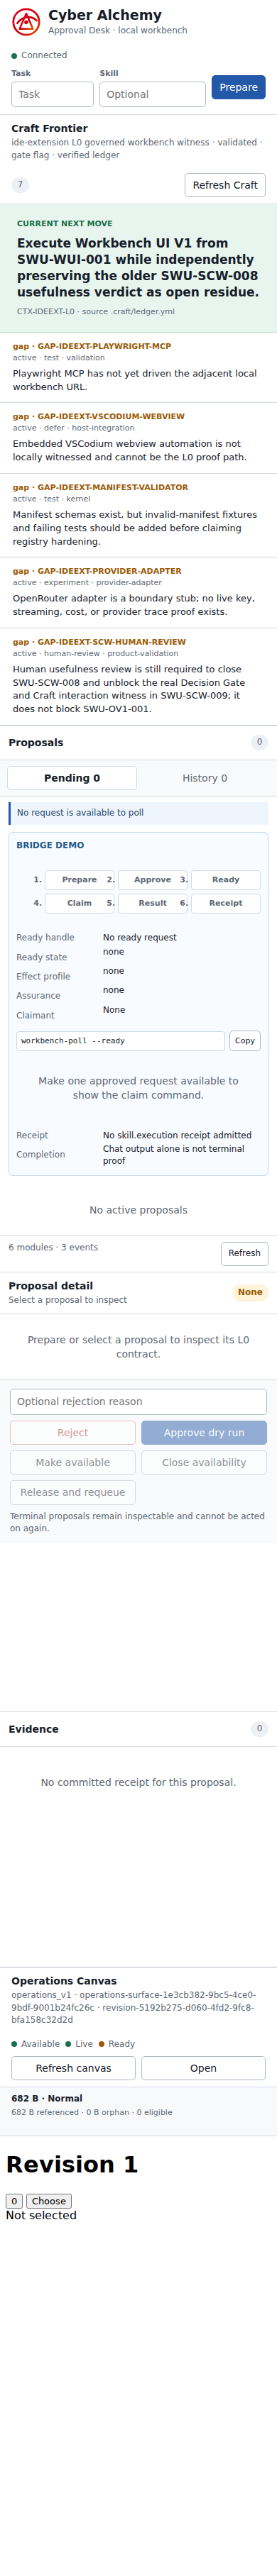 Cyber Alchemy
Approval Desk · local workbench
Connected
Task
Skill
Task
Optional
Prepare
Craft Frontier
ide-extension L0 governed workbench witness · validated ·
gate flag · verified ledger
7
Refresh Craft
CURRENT NEXT MOVE
Execute Workbench UI V1 from
SWU-WUI-001 while independently
preserving the older SWU-SCW-008
usefulness verdict as open residue.
CTX-IDEEXT-L0 · source .craft/ledger.yml
gap · GAP-IDEEXT-PLAYWRIGHT-MCP
active · test · validation
Playwright MCP has not yet driven the adjacent local
workbench URL.
gap · GAP-IDEEXT-VSCODIUM-WEBVIEW
active · defer · host-integration
Embedded VSCodium webview automation is not
locally witnessed and cannot be the L0 proof path.
gap · GAP-IDEEXT-MANIFEST-VALIDATOR
active · test · kernel
Manifest schemas exist, but invalid-manifest fixtures
and failing tests should be added before claiming
registry hardening.
gap · GAP-IDEEXT-PROVIDER-ADAPTER
active · experiment · provider-adapter
OpenRouter adapter is a boundary stub; no live key,
streaming, cost, or provider trace proof exists.
gap · GAP-IDEEXT-SCW-HUMAN-REVIEW
active · human-review · product-validation
Human usefulness review is still required to close
SWU-SCW-008 and unblock the real Decision Gate
and Craft interaction witness in SWU-SCW-009; it
does not block SWU-OV1-001.
Proposals
0
Pending 0
History 0
No request is available to poll
BRIDGE DEMO
1. Prepare 2. Approve 3. Ready
4. Claim 5. Result 6. Receipt
Ready handle No ready request
Ready state none
Effect profile none
Assurance none
Claimant None
workbench-poll --ready
Copy
Make one approved request available to
show the claim command.
Receipt No skill.execution receipt admitted
Completion Chat output alone is not terminal
proof
No active proposals
6 modules · 3 events
Refresh
Proposal detail
Select a proposal to inspect
None
Prepare or select a proposal to inspect its L0
contract.
Optional rejection reason
Reject
Approve dry run
Make available
Close availability
Release and requeue
Terminal proposals remain inspectable and cannot be acted
on again.
Evidence
0
No committed receipt for this proposal.
Operations Canvas
operations_v1 · operations-surface-1e3cb382-9bc5-4ce0-
9bdf-9001b24fc26c · revision-5192b275-d060-4fd2-9fc8-
bfa158c32d2d
Available Live Ready
Refresh canvas
Open
682 B · Normal
682 B referenced · 0 B orphan · 0 eligible
Revision 1
0 Choose
Not selected